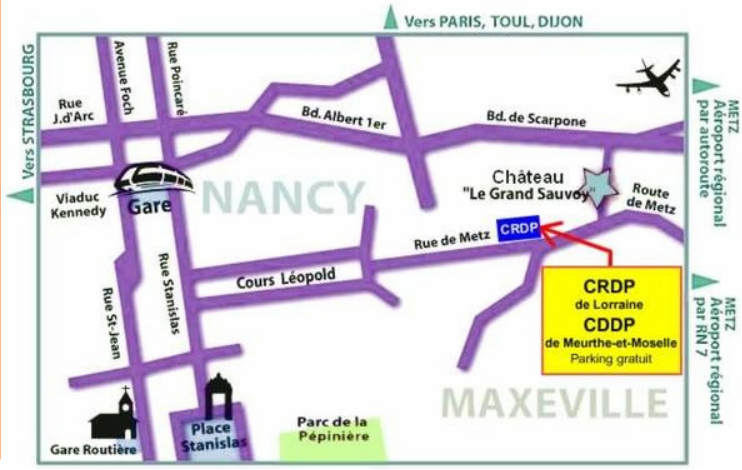 Vers PARIS, TOUL, DIJON
Vers STRASBOURG
Avenue Foch
Rue Poincaré
Rue
J.d'Arc
Bd. Albert 1er
Bd. de Scarpone
METZ
Aéroport régional
par autoroute
Viaduc
Kennedy
Gare
NANCY
Château
"Le Grand Sauvoy"
Route
de Metz
Rue de Metz
CRDP
Cours Léopold
Rue St-Jean
Rue Stanislas
CRDP
de Lorraine
CDDP
de Meurthe-et-Moselle
Parking gratuit
METZ
Aéroport régional
par RN 7
MAXEVILLE
Gare Routière
Place
Stanislas
Parc de la
Pépinière